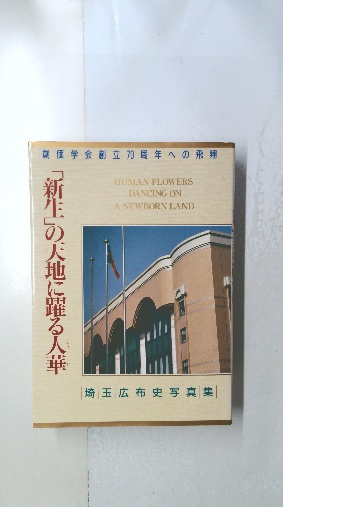 創価学会創立70周年への飛翔
「新生」の天地に躍る人華
HUMAN FLOWERS
DANCING ON
A NEWBORN LAND
埼玉広布史写真集